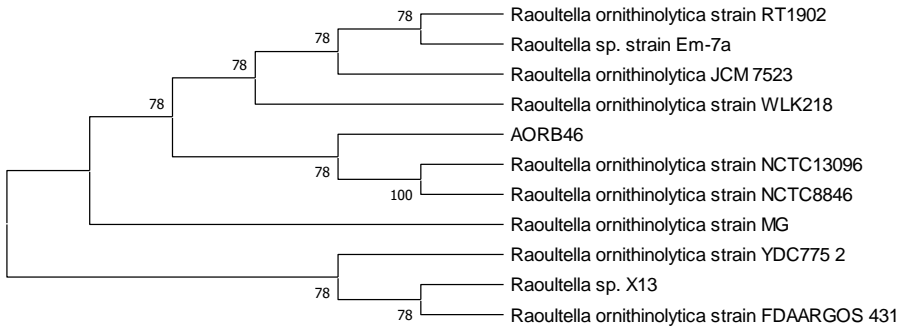 78
Raoultella ornithinolytica strain RT1902
78
Raoultella sp. strain Em-7a
78
Raoultella ornithinolytica JCM 7523
78
Raoultella ornithinolytica strain WLK218
AORB46
78
Raoultella ornithinolytica strain NCTC13096
100
Raoultella ornithinolytica strain NCTC8846
Raoultella ornithinolytica strain MG
Raoultella ornithinolytica strain YDC775 2
78
Raoultella sp. X13
78
Raoultella ornithinolytica strain FDAARGOS 431